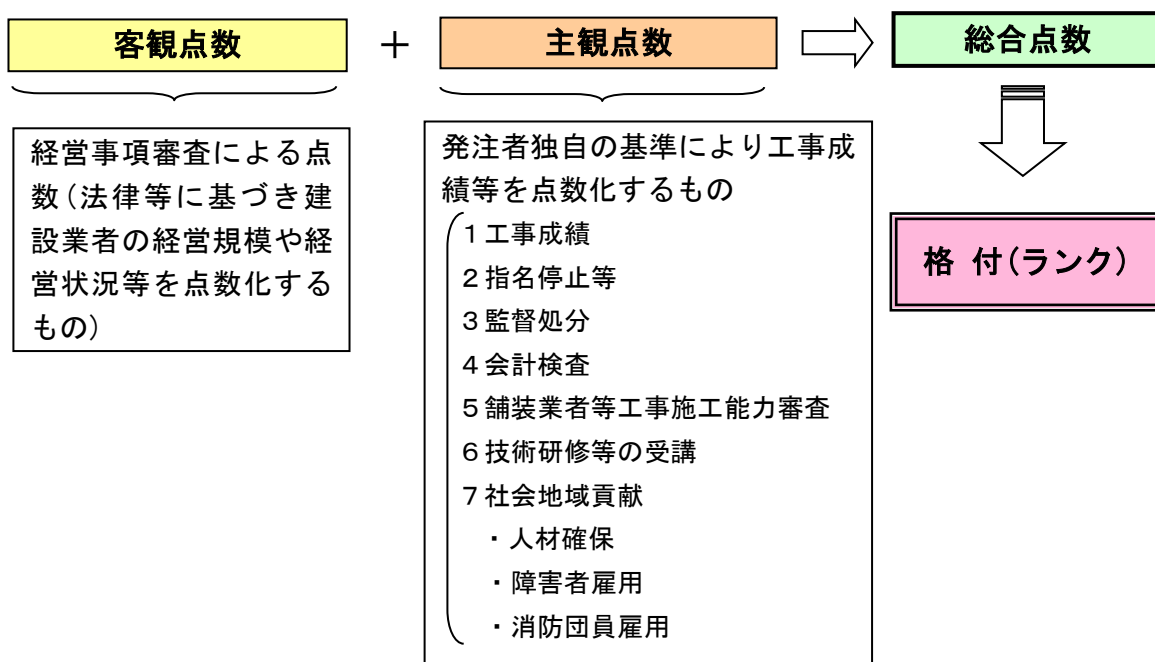 客観点数
＋
主観点数
総合点数
経営事項審査による点
数（法律等に基づき建
設業者の経営規模や経
営状況等を点数化する
もの）
発注者独自の基準により工事成
績等を点数化するもの
１工事成績
２指名停止等
３監督処分
４会計検査
５舗装業者等工事施工能力審査
６技術研修等の受講
７社会地域貢献
・人材確保
・障害者雇用
・消防団員雇用
格 付（ランク）